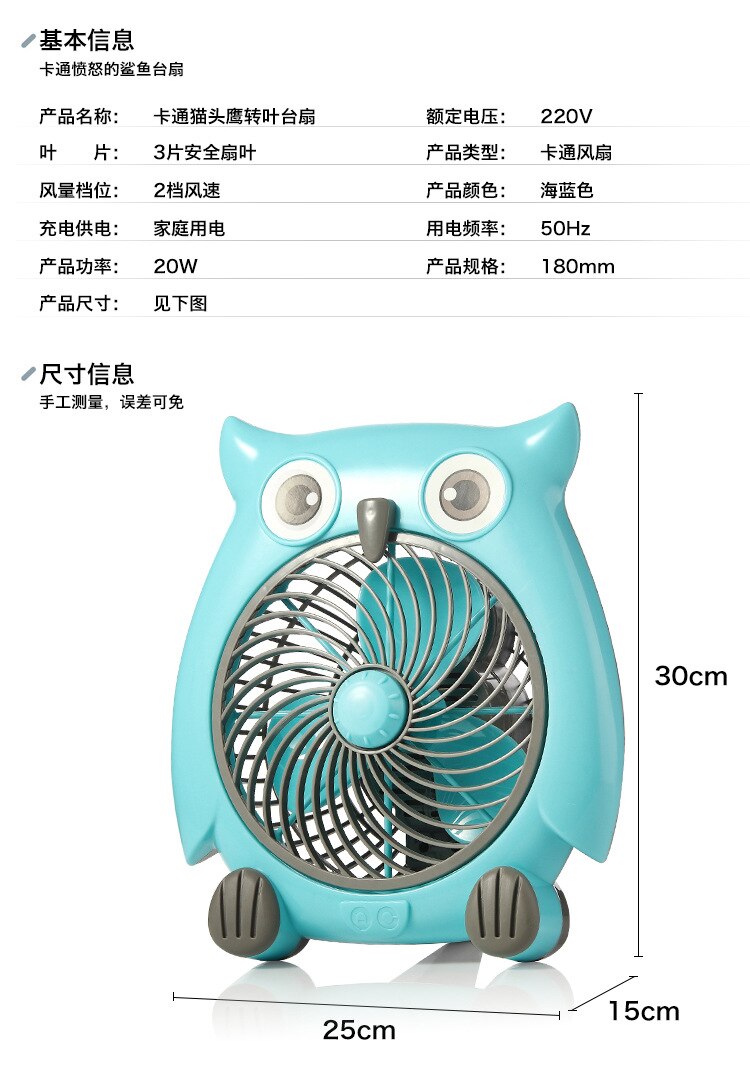 基本信息
卡通愤怒的鲨鱼台扇
产品名称： 卡通猫头鹰转叶台扇 额定电压： 220V
叶 片： 3片安全扇叶 产品类型： 卡通风扇
风量档位： 2档风速 产品颜色： 海蓝色
充电供电： 家庭用电 用电频率： 50Hz
产品功率： 20W 产品规格： 180mm
产品尺寸： 见下图
尺寸信息
手工测量，误差可免
30cm
15cm
25cm